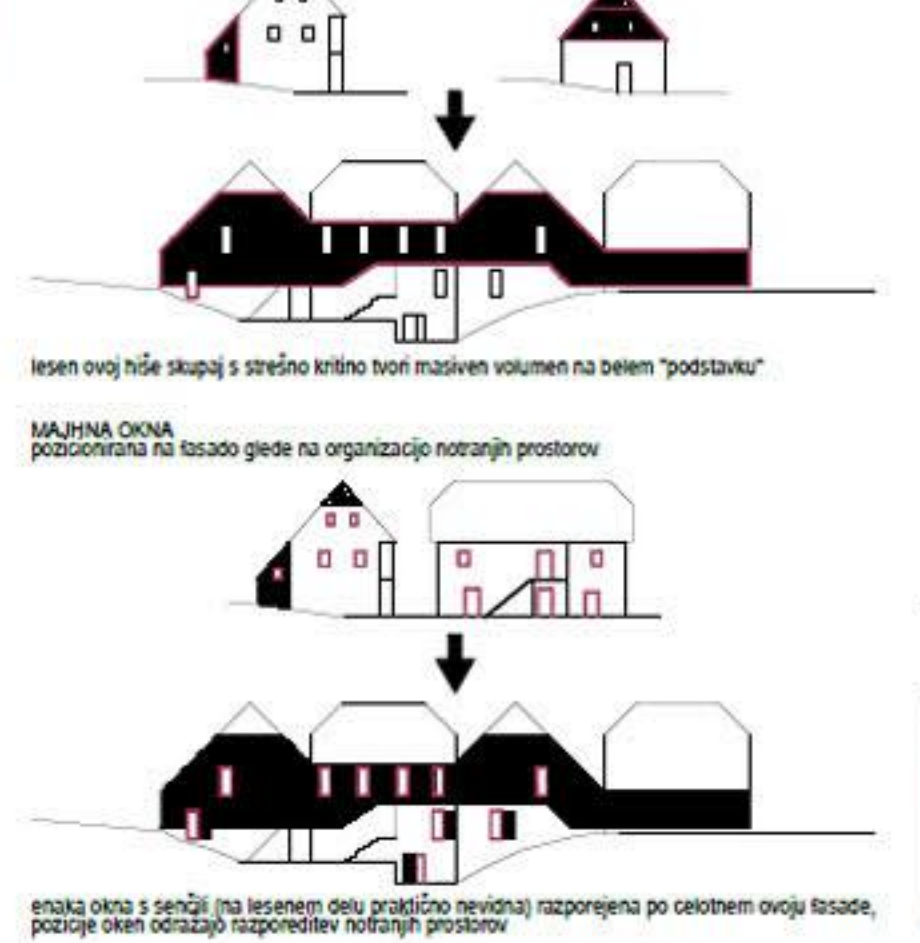 lesen ovoj hiše skupaj s strešno kritino tvori masiven volumen na belem "podstavku"
MAJHNA OKNA
pozicionirana na fasado glede na organizacijo notranjih prostorov
enaka okna s senčili (na lesenem delu praktično nevidna) razporejena po celotnem ovoju fasade,
pozicije oken odražajo razporeditev notranjih prostorov